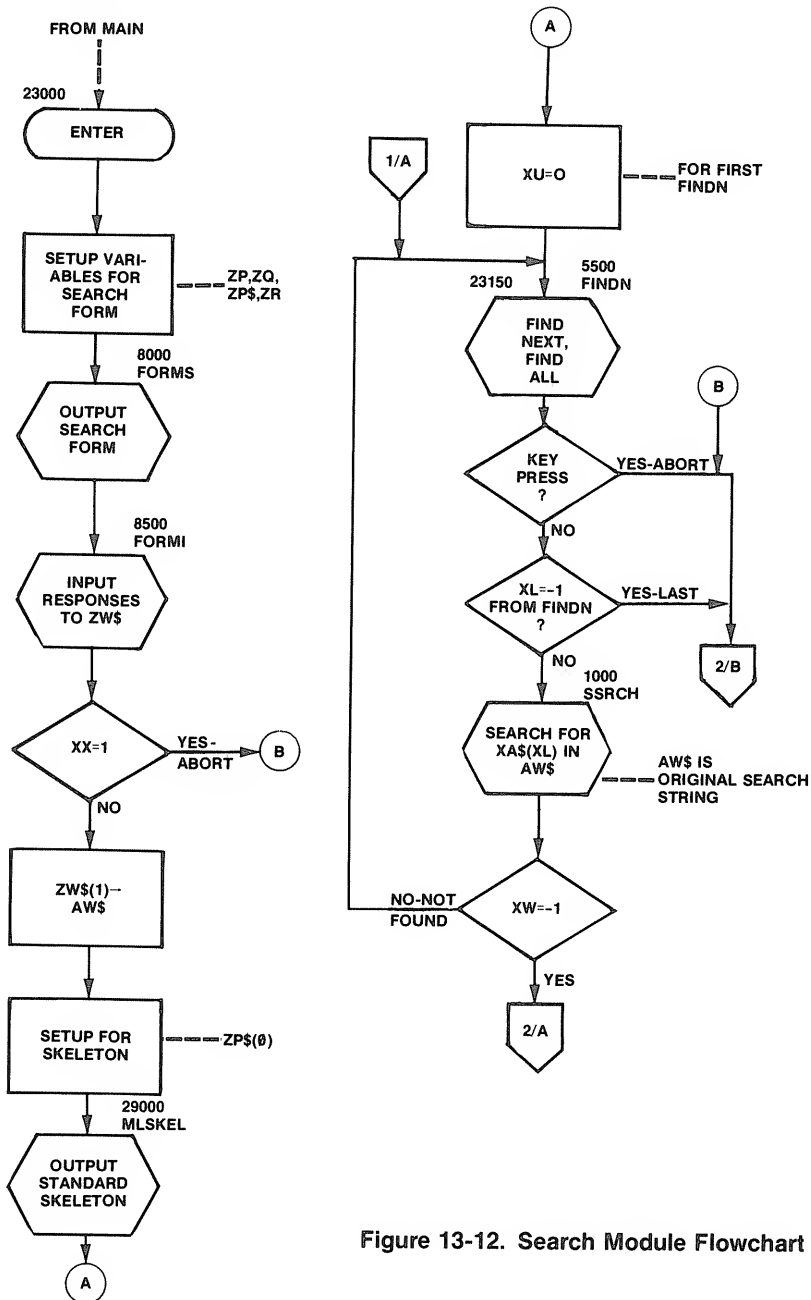 FROM MAIN
23000
ENTER
SETUP VARI-
ABLES FOR
SEARCH
FORM
ZP,ZQ,
ZP$,ZR
8000
FORMS
OUTPUT
SEARCH
FORM
8500
FORMI
INPUT
RESPONSES
TO ZW$
XX=1
YES-
ABORT
B
NO
ZW$(1)→
AW$
SETUP FOR
SKELETON
ZP$(0)
29000
MLSKEL
OUTPUT
STANDARD
SKELETON
A
A
XU=O
FOR FIRST
FINDN
1/A
5500
FINDN
23150
FIND
NEXT,
FIND
ALL
B
KEY
PRESS
?
YES-ABORT
NO
XL=-1
FROM FINDN
?
YES-LAST
NO
2/B
1000
SSRCH
SEARCH FOR
XA$(XL) IN
AW$
AW$ IS
ORIGINAL SEARCH
STRING
XW=-1
NO-NOT
FOUND
YES
2/A
Figure 13-12. Search Module Flowchart